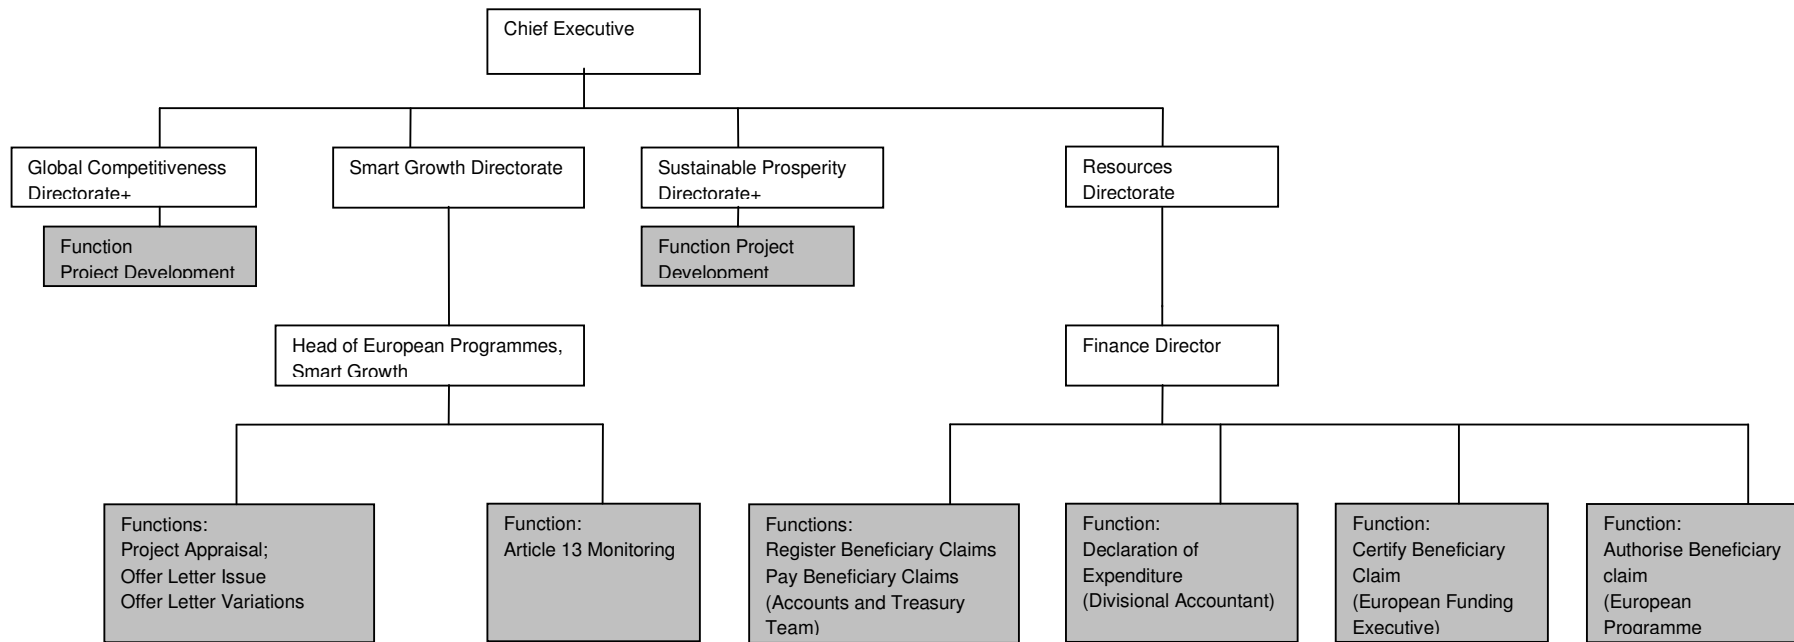 Chief Executive
Global Competitiveness
Directorate+
Smart Growth Directorate
Sustainable Prosperity
Directorate+
Resources
Directorate
Function
Project Development
Function Project
Development
Head of European Programmes,
Smart Growth
Finance Director
Functions:
Project Appraisal;
Offer Letter Issue
Offer Letter Variations
Function:
Article 13 Monitoring
Functions:
Register Beneficiary Claims
Pay Beneficiary Claims
(Accounts and Treasury
Team)
Function:
Declaration of
Expenditure
(Divisional Accountant)
Function:
Certify Beneficiary
Claim
(European Funding
Executive)
Function:
Authorise Beneficiary
claim
(European
Programme